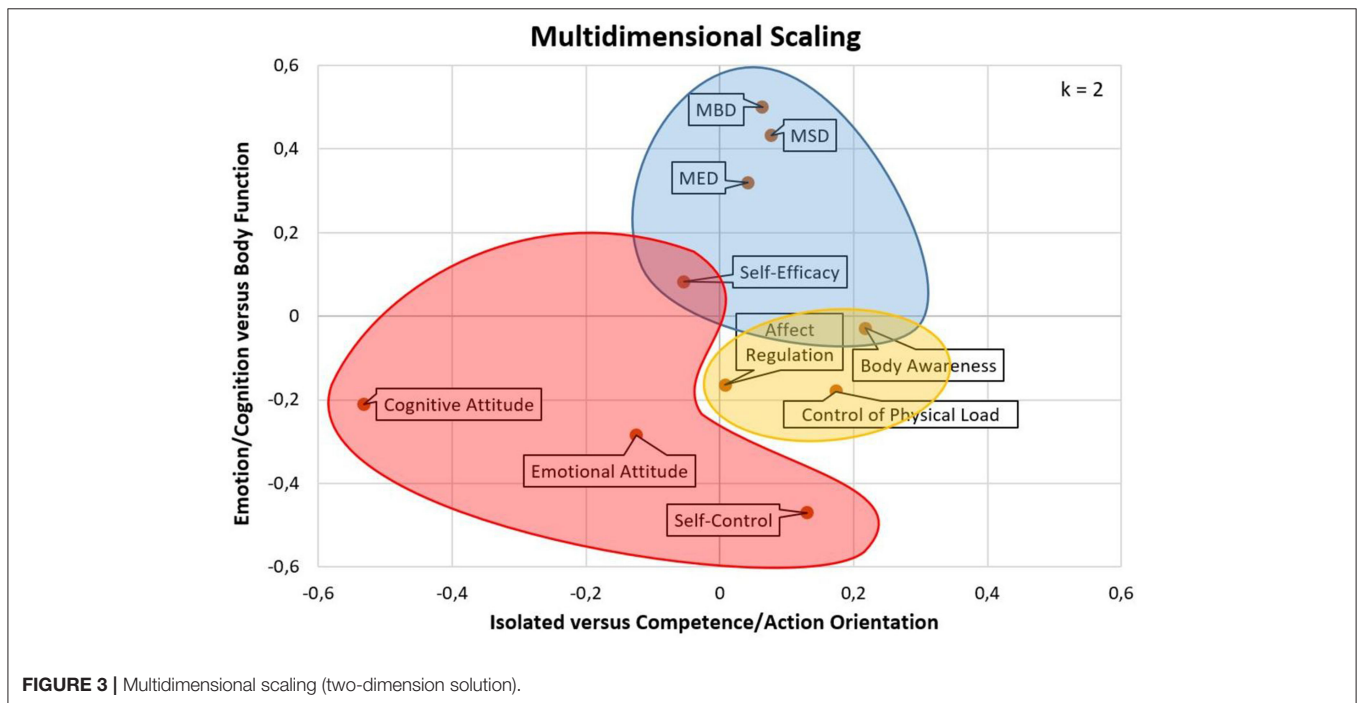 Multidimensional Scaling
k = 2
Emotion/Cognition versus Body Function
0,6
0,4
0,2
0
-0,2
-0,4
-0,6
MBD
MSD
MED
Self-Efficacy
Affect
Regulation
Body Awareness
Cognitive Attitude
Control of Physical Load
Emotional Attitude
Self-Control
-0,6 -0,4 -0,2 0 0,2 0,4 0,6
Isolated versus Competence/Action Orientation
FIGURE 3 | Multidimensional scaling (two-dimension solution).